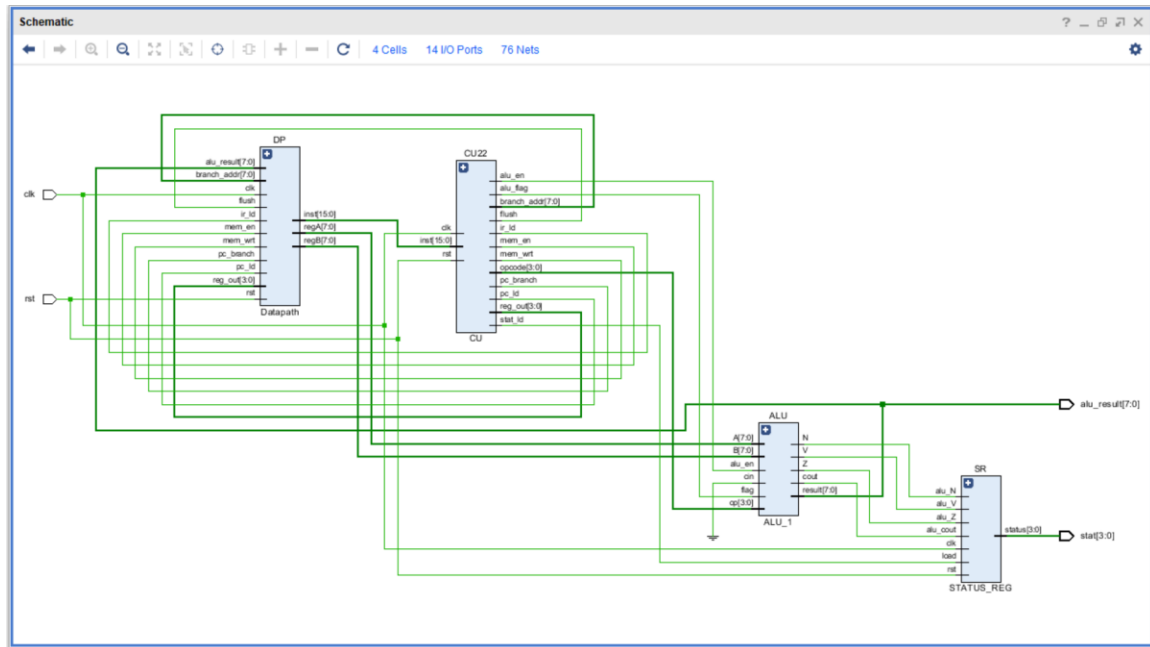 Schematic
4 Cells 14 I/O Ports 76 Nets
clk
rst
DP
alu_result[7:0]
branch_addr[7:0]
clk
flush
ir_ld
mem_en
mem_wrt
pc_branch
pc_ld
reg_out[3:0]
rst
inst[15:0]
regA[7:0]
regB[7:0]
Datapath
CU22
clk
inst[15:0]
rst
alu_en
alu_flag
branch_addr[7:0]
flush
ir_ld
mem_en
mem_wrt
opcode[3:0]
pc_branch
pc_ld
reg_out[3:0]
stat_ld
CU
ALU
A[7:0]
B[7:0]
alu_en
cin
flag
op[3:0]
N
V
Z
cout
result[7:0]
ALU_1
SR
alu_N
alu_V
alu_Z
alu_cout
clk
load
rst
status[3:0]
STATUS_REG
alu_result[7:0]
stat[3:0]